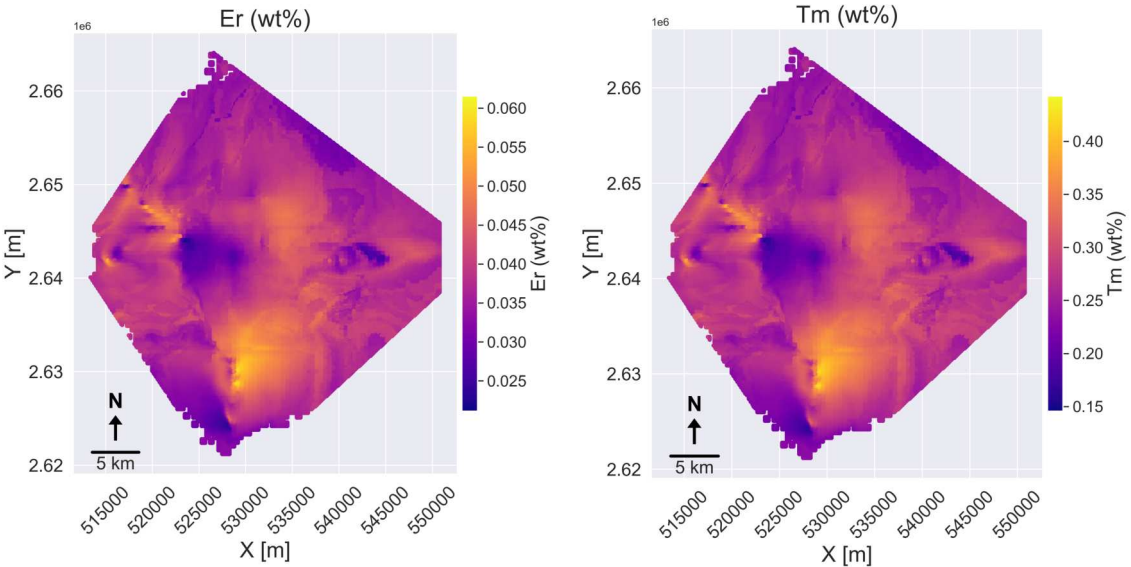 Er (wt%)
1e6
Y [m]
2.66
2.65
2.64
2.63
2.62
N
5 km
515000
520000
525000
530000
535000
540000
545000
550000
X [m]
0.060
0.055
0.050
0.045
0.040
0.035
0.030
0.025
Er (wt%)
Tm (wt%)
1e6
Y [m]
2.66
2.65
2.64
2.63
2.62
N
5 km
515000
520000
525000
530000
535000
540000
545000
550000
X [m]
0.40
0.35
0.30
0.25
0.20
0.15
Tm (wt%)